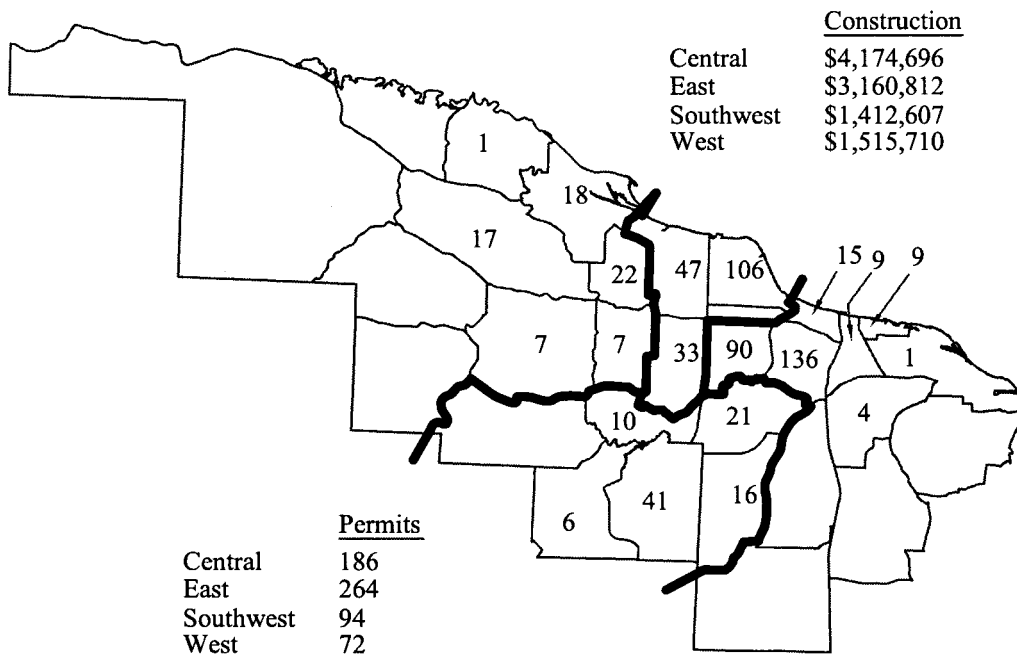 Construction
Central $4,174,696
East $3,160,812
Southwest $1,412,607
West $1,515,710
1
18
17
22
47
106
15
9
9
7
7
33
90
136
1
10
21
4
6
41
16
Permits
Central 186
East 264
Southwest 94
West 72